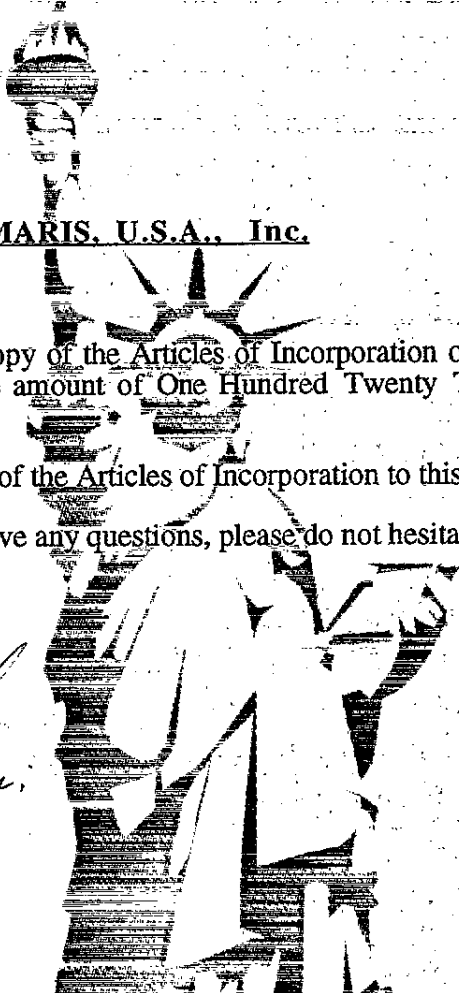 MARIS, U.S.A., Inc.
opy of the Articles of Incorporation
amount of One Hundred Twenty
of the Articles of Incorporation to this
ve any questions, please do not hesita